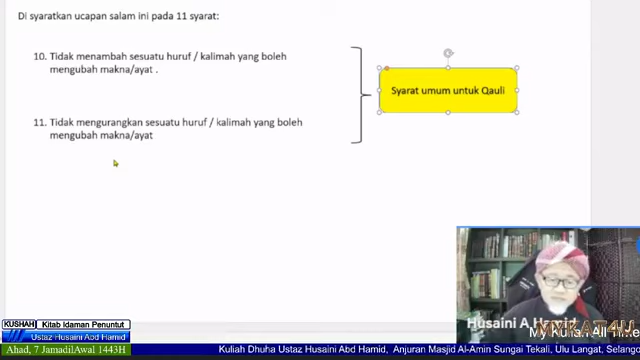 Di syaratkan ucapan salam ini pada 11 syarat:
10. Tidak menambah sesuatu huruf / kalimah yang boleh
mengubah makna/ayat .
Syarat umum untuk Qauli
11. Tidak mengurangkan sesuatu huruf / kalimah yang boleh
mengubah makna/ayat
Husaini A Hamid
My Kuliah All Time
MYKAT4U
KUSHAH Kitab Idaman Penuntut
Ustaz Husaini Abd Hamid
Ahad, 7 JamadilAwal 1443H
Kuliah Dhuha Ustaz Husaini Abd Hamid, Anjuran Masjid Al-Amin Sungai Tekali, Ulu Langat, Selango